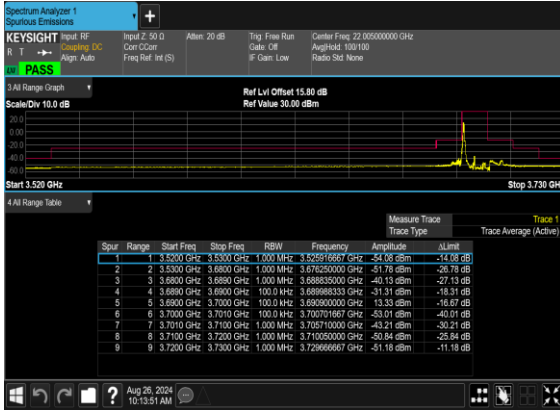 Spectrum Analyzer 1
Spurious Emissions
+
KEYSIGHT Input: RF Input Z: 50 Ω Atten: 20 dB Trig: Free Run Center Freq: 22.005000000 GHz
R T Coupling: DC Corr CCorr Gate: Off Avg|Hold: 100/100
Align: Auto Freq Ref: Int (S) IF Gain: Low Radio Std: None
PASS
3 All Range Graph Ref Lvl Offset 15.80 dB
Scale/Div 10.0 dB Ref Value 30.00 dBm
20.0
0.00
-20.0
-40.0
-60.0
Start 3.520 GHz Stop 3.730 GH
4 All Range Table
Measure Trace Trace 1
Trace Type Trace Average (Active)
Spur Range Start Freq Stop Freq RBW Frequency Amplitude ΔLimit
1 1 3.5200 GHz 3.5300 GHz 1.000 MHz 3.525916667 GHz -54.08 dBm -14.08 dB
2 2 3.5300 GHz 3.6800 GHz 1.000 MHz 3.676250000 GHz -51.78 dBm -26.78 dB
3 3 3.6800 GHz 3.6890 GHz 1.000 MHz 3.688835000 GHz -40.13 dBm -27.13 dB
4 4 3.6890 GHz 3.6900 GHz 100.0 kHz 3.689988333 GHz -31.31 dBm -18.31 dB
5 5 3.6900 GHz 3.7000 GHz 100.0 kHz 3.690900000 GHz 13.33 dBm -16.67 dB
6 6 3.7000 GHz 3.7010 GHz 100.0 kHz 3.700701667 GHz -53.01 dBm -40.01 dB
7 7 3.7010 GHz 3.7100 GHz 1.000 MHz 3.705710000 GHz -43.21 dBm -30.21 dB
8 8 3.7100 GHz 3.7200 GHz 1.000 MHz 3.710050000 GHz -50.84 dBm -25.84 dB
9 9 3.7200 GHz 3.7300 GHz 1.000 MHz 3.729666667 GHz -51.18 dBm -11.18 dB
? Aug 26, 2024
10:13:51 AM